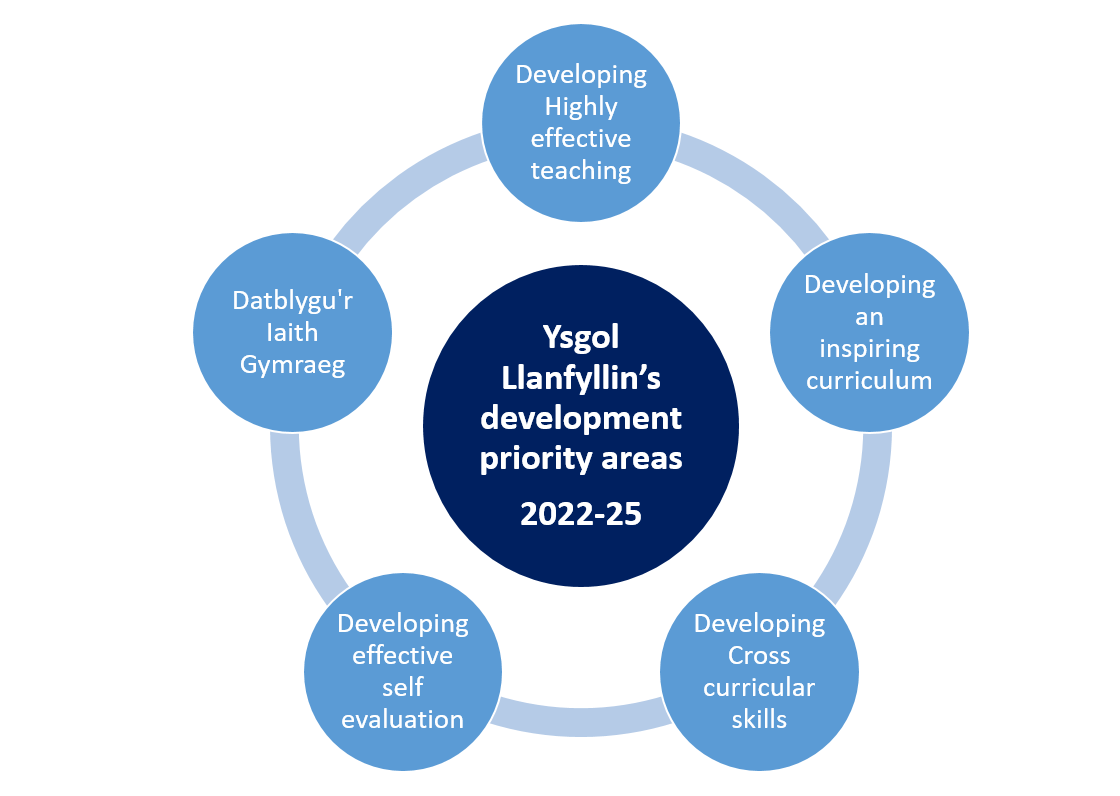 Developing
Highly
effective
teaching
Developing
an
inspiring
curriculum
Developing
Cross
curricular
skills
Developing
effective
self
evaluation
Datblygu'r
Iaith
Gymraeg
Ysgol
Llanfyllin’s
development
priority areas
2022-25